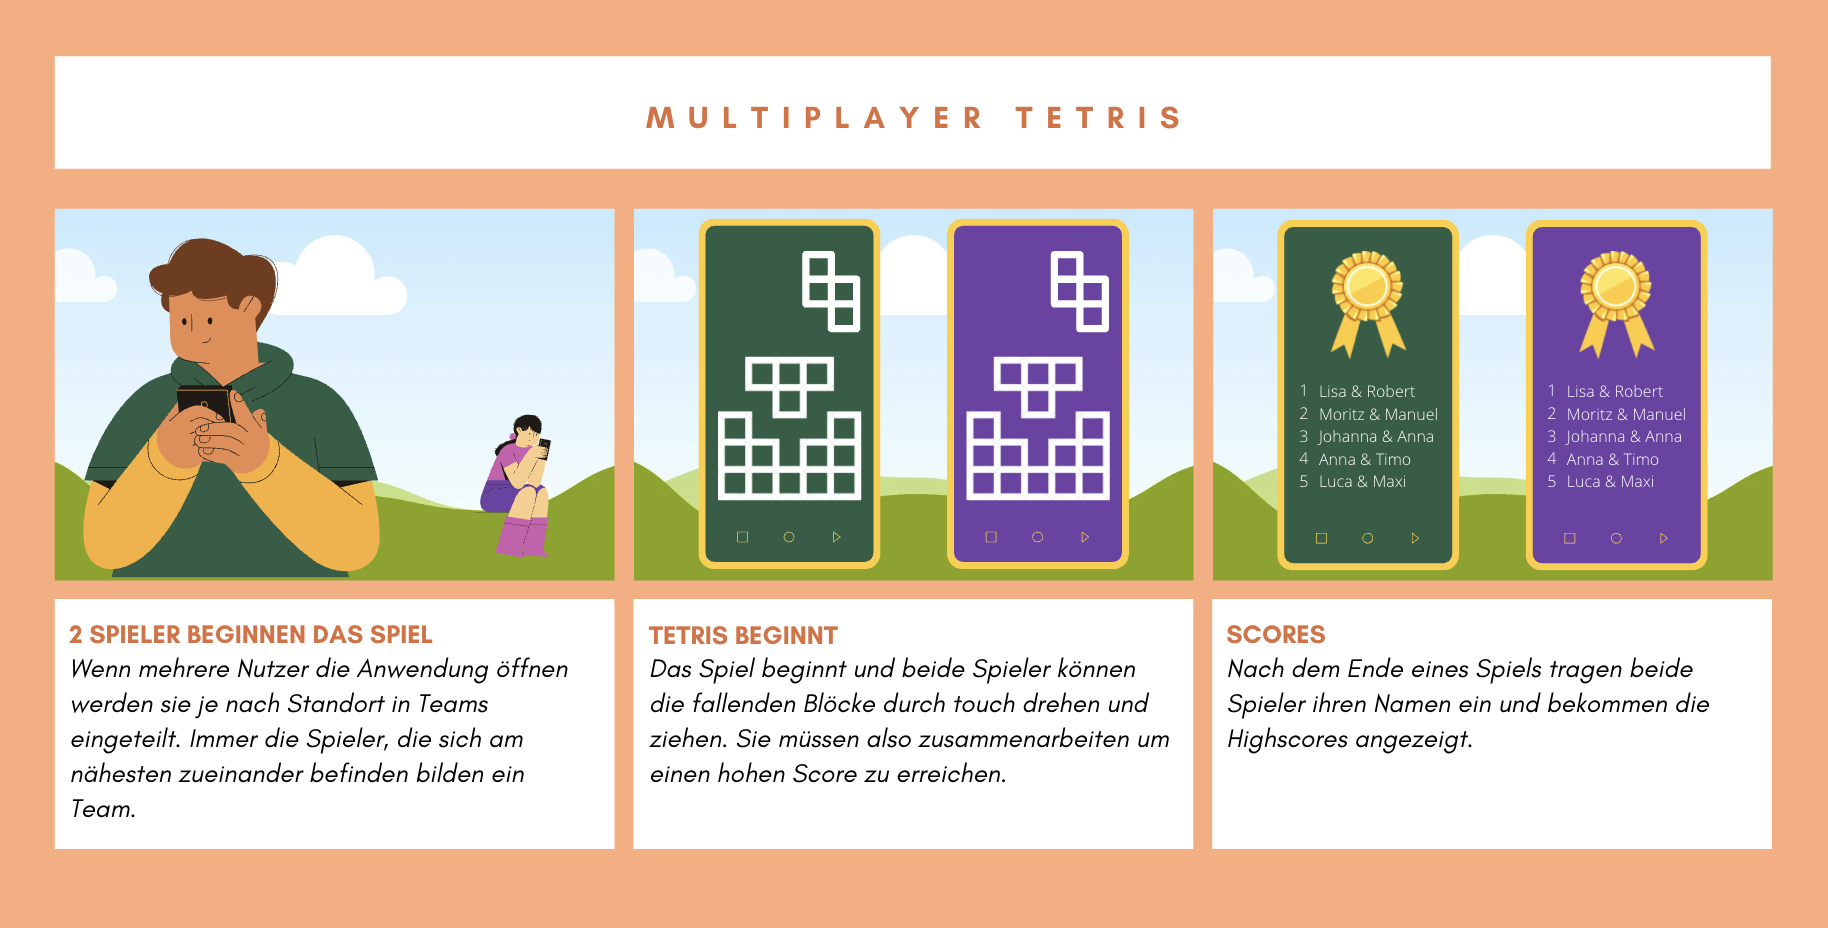 MULTIPLAYER TETRIS
1 Lisa & Robert
2 Moritz & Manuel
3 Johanna & Anna
4 Anna & Timo
5 Luca & Maxi
1 Lisa & Robert
2 Moritz & Manuel
3 Johanna & Anna
4 Anna & Timo
5 Luca & Maxi
2 SPIELER BEGINNEN DAS SPIEL
Wenn mehrere Nutzer die Anwendung öffnen
werden sie je nach Standort in Teams
eingeteilt. Immer die Spieler, die sich am
nähesten zueinander befinden bilden ein
Team.
TETRIS BEGINNT
Das Spiel beginnt und beide Spieler können
die fallenden Blöcke durch touch drehen und
ziehen. Sie müssen also zusammenarbeiten um
einen hohen Score zu erreichen.
SCORES
Nach dem Ende eines Spiels tragen beide
Spieler ihren Namen ein und bekommen die
Highscores angezeigt.